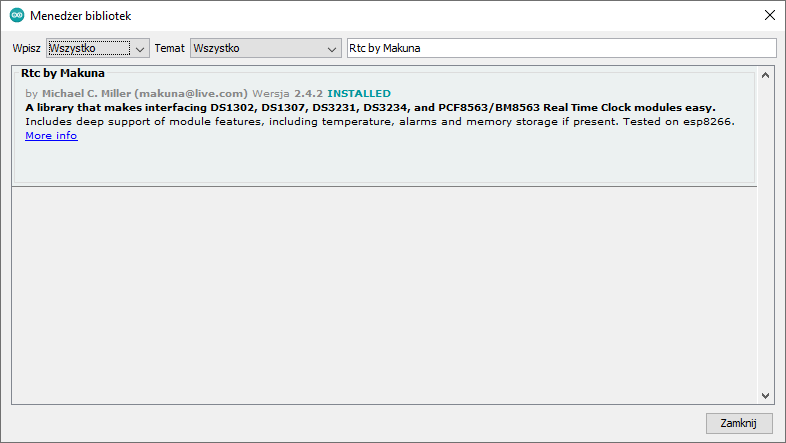 Menedżer bibliotek
Wpisz Wszystko Temat Wszystko Rtc by Makuna
Rtc by Makuna
by Michael C. Miller (makuna@live.com) Wersja 2.4.2 INSTALLED
A library that makes interfacing DS1302, DS1307, DS3231, DS3234, and PCF8563/BM8563 Real Time Clock modules easy.
Includes deep support of module features, including temperature, alarms and memory storage if present. Tested on esp8266.
More info
Zamknij